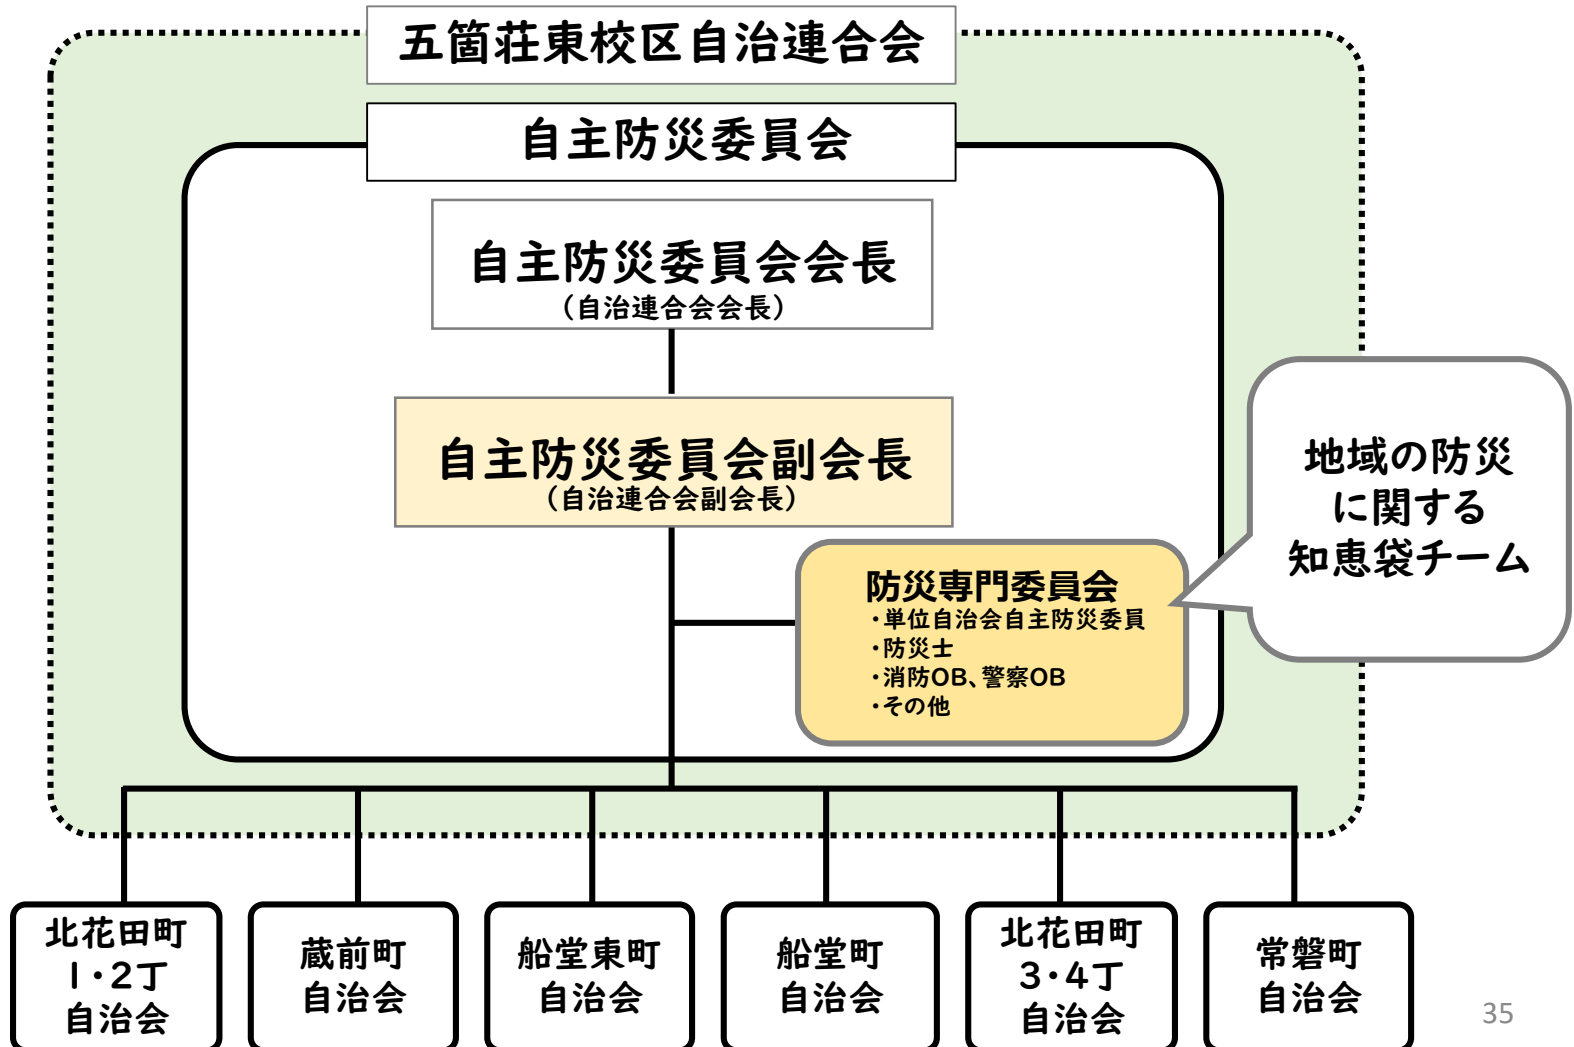 五箇荘東校区自治連合会
自主防災委員会
自主防災委員会会長
(自治連合会会長)
自主防災委員会副会長
(自治連合会副会長)
防災専門委員会
・単位自治会自主防災委員
・防災士
・消防OB、警察OB
・その他
地域の防災
に関する
知恵袋チーム
北花田町
1・2丁
自治会
蔵前町
自治会
船堂東町
自治会
船堂町
自治会
北花田町
3・4丁
自治会
常磐町
自治会
35